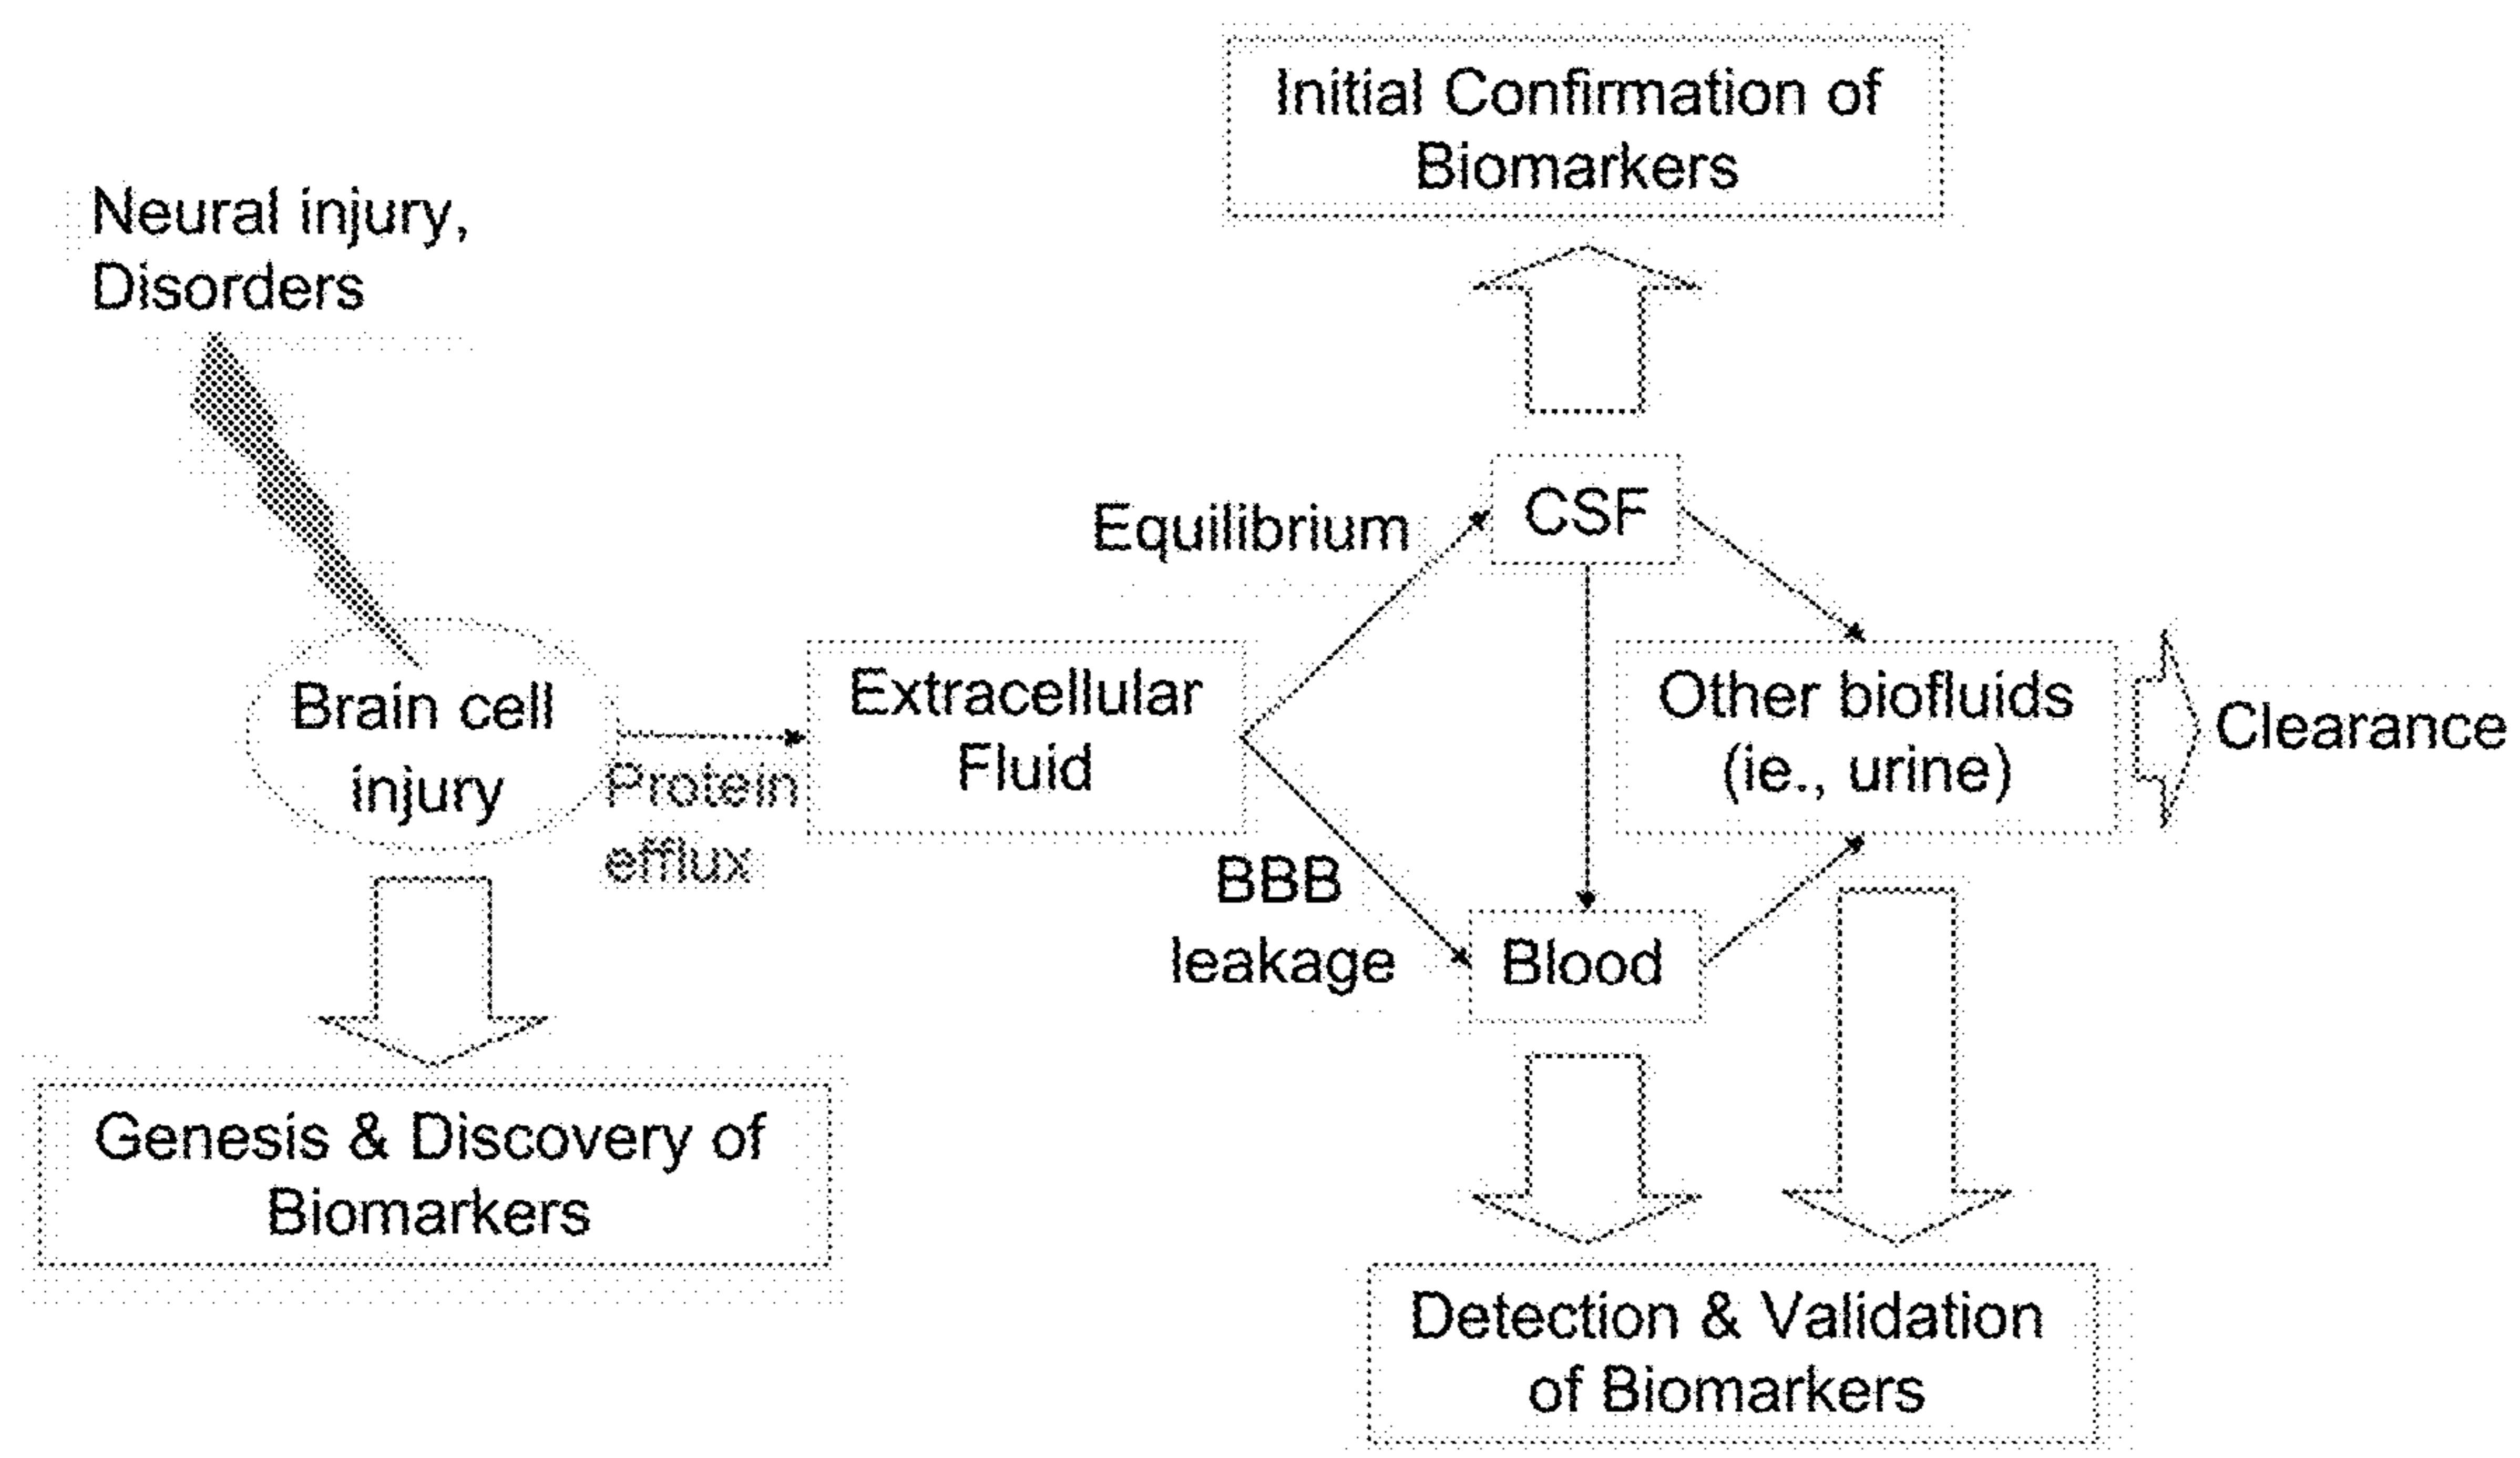 Initial Confirmation of
Biomarkers
Neural injury,
Disorders
Equilibrium
CSF
Brain cell
injury
Protein
efflux
Extracellular
Fluid
Other biofluids
(ie., urine)
Clearance
BBB
leakage
Blood
Genesis & Discovery of
Biomarkers
Detection & Validation
of Biomarkers